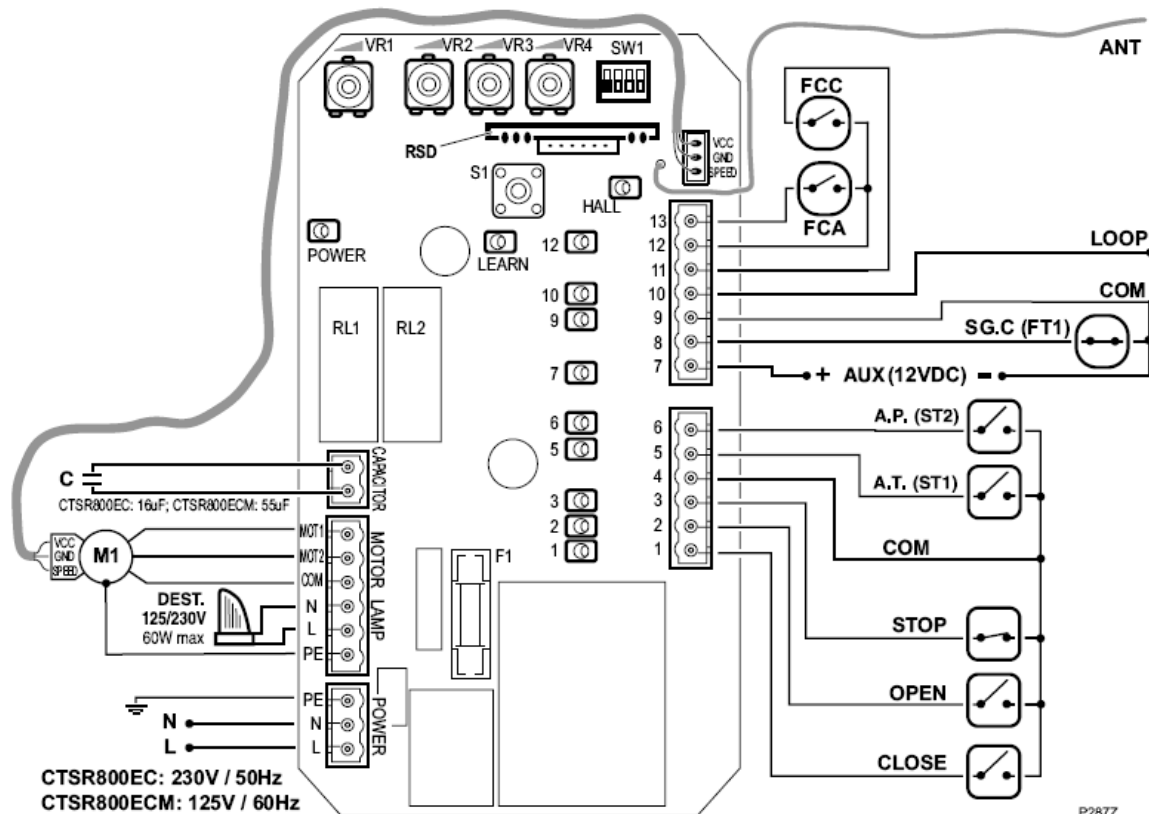 VR1 VR2 VR3 VR4 SW1
ANT
FCC
RSD
VCC
GND
SPEED
S1
HALL
FCA
POWER
LEARN
13
12
11
10
9
8
7
12
10
9
7
LOOP
COM
SG.C (FT1)
+ AUX (12VDC) -
RL1 RL2
6
5
3
2
1
6
5
4
3
2
1
A.P. (ST2)
A.T. (ST1)
COM
STOP
OPEN
CLOSE
C
CAPACTOR
CTSR800EC: 16uF; CTSR800ECM: 55uF
VCC
GND
SPEED
M1
MOT1
MOT2
COM
N
L
PE
MOTOR
LAMP
F1
DEST.
125/230V
60W max
PE
N
L
POWER
N
L
CTSR800EC: 230V / 50Hz
CTSR800ECM: 125V / 60Hz